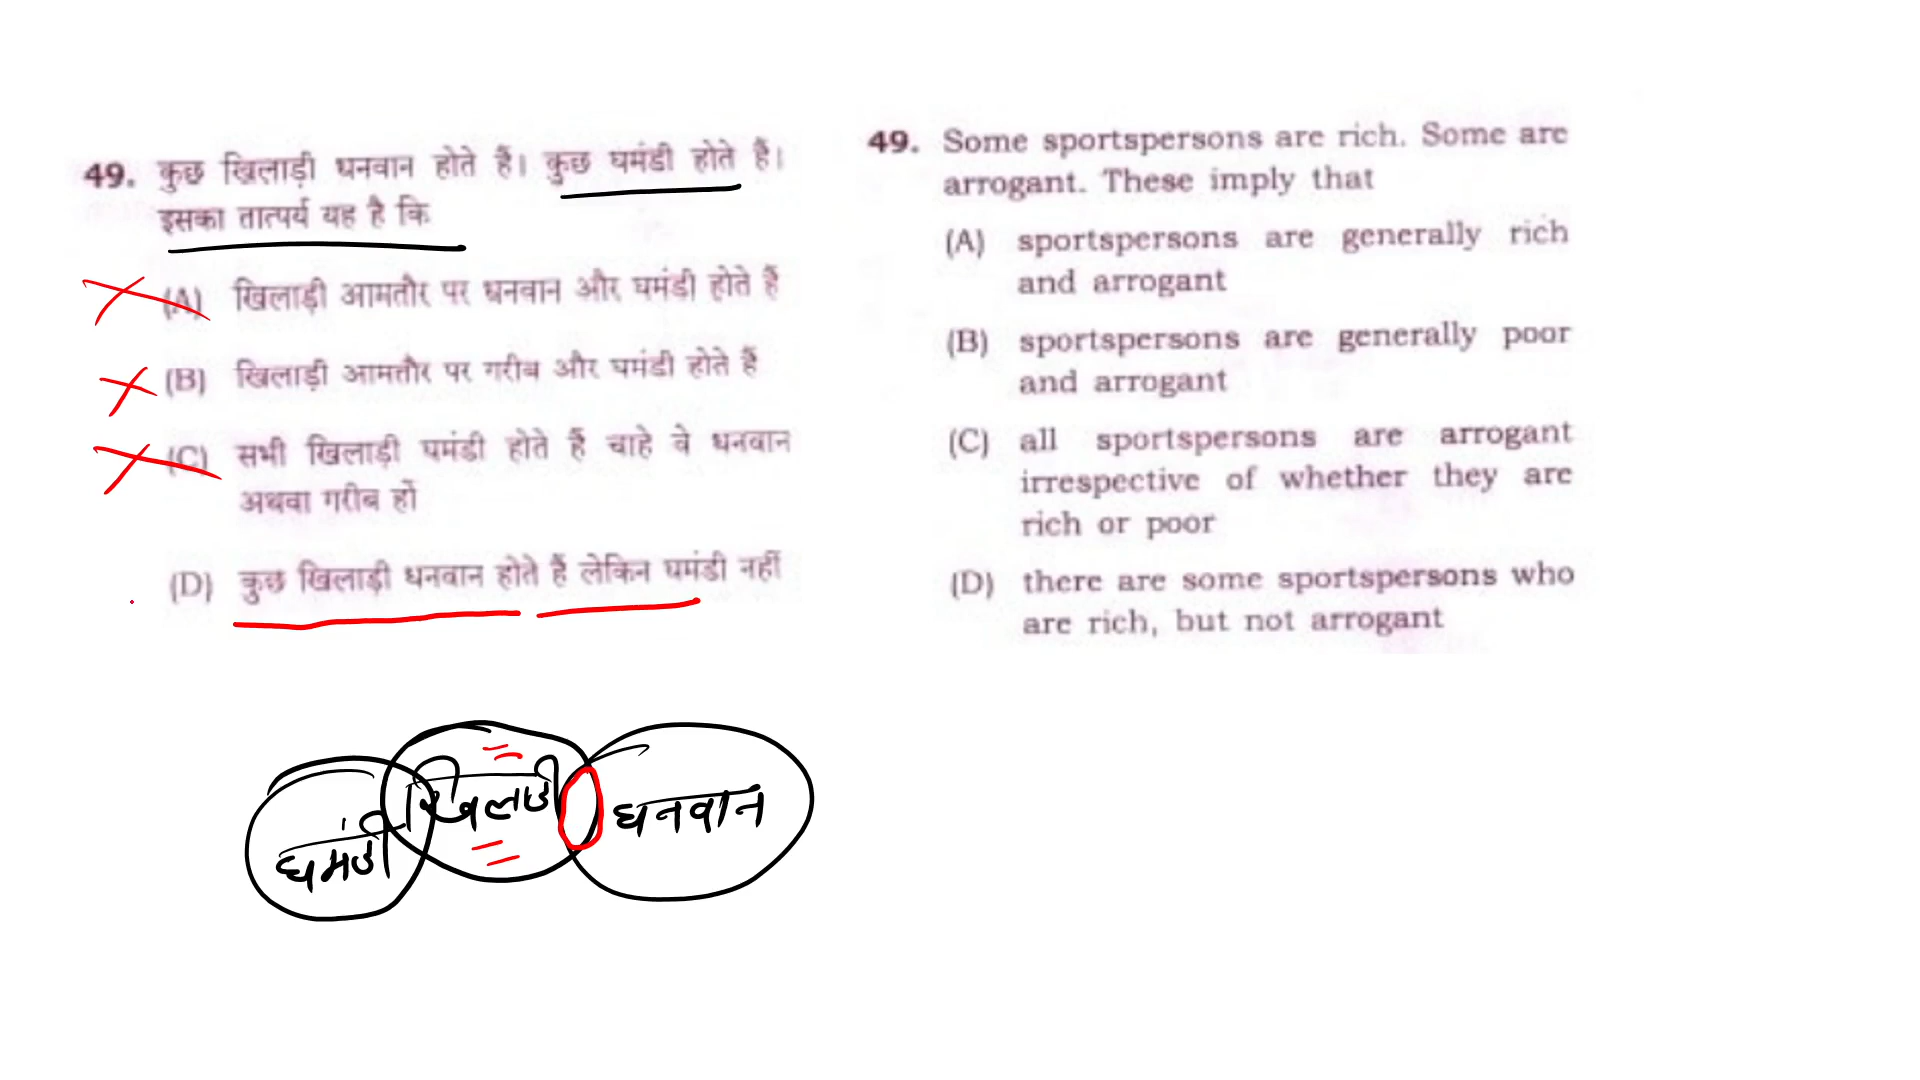 49. कुछ खिलाड़ी धनवान होते हैं। कुछ घमंडी होते हैं।
इसका तात्पर्य यह है कि
(A) खिलाड़ी आमतौर पर धनवान और घमंडी होते हैं
(B) खिलाड़ी आमतौर पर गरीब और घमंडी होते हैं
(C) सभी खिलाड़ी घमंडी होते हैं चाहे वे धनवान
अथवा गरीब हों
(D) कुछ खिलाड़ी धनवान होते हैं लेकिन घमंडी नहीं
49. Some sportspersons are rich. Some are
arrogant. These imply that
(A) sportspersons are generally rich
and arrogant
(B) sportspersons are generally poor
and arrogant
(C) all sportspersons are arrogant
irrespective of whether they are
rich or poor
(D) there are some sportspersons who
are rich, but not arrogant
घमंडी खिलाड़ी धनवान